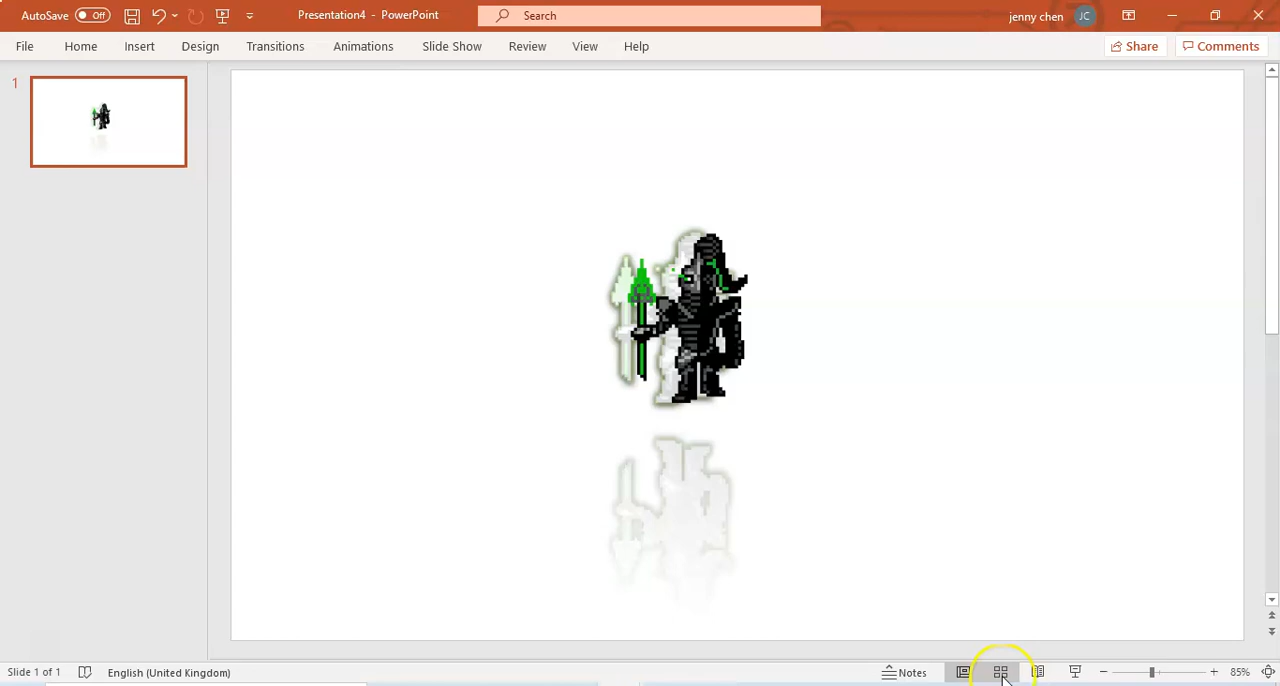 AutoSave Off Presentation4 - PowerPoint Search jenny chen JC
File Home Insert Design Transitions Animations Slide Show Review View Help Share Comments
1
Slide 1 of 1 English (United Kingdom) Notes 85%